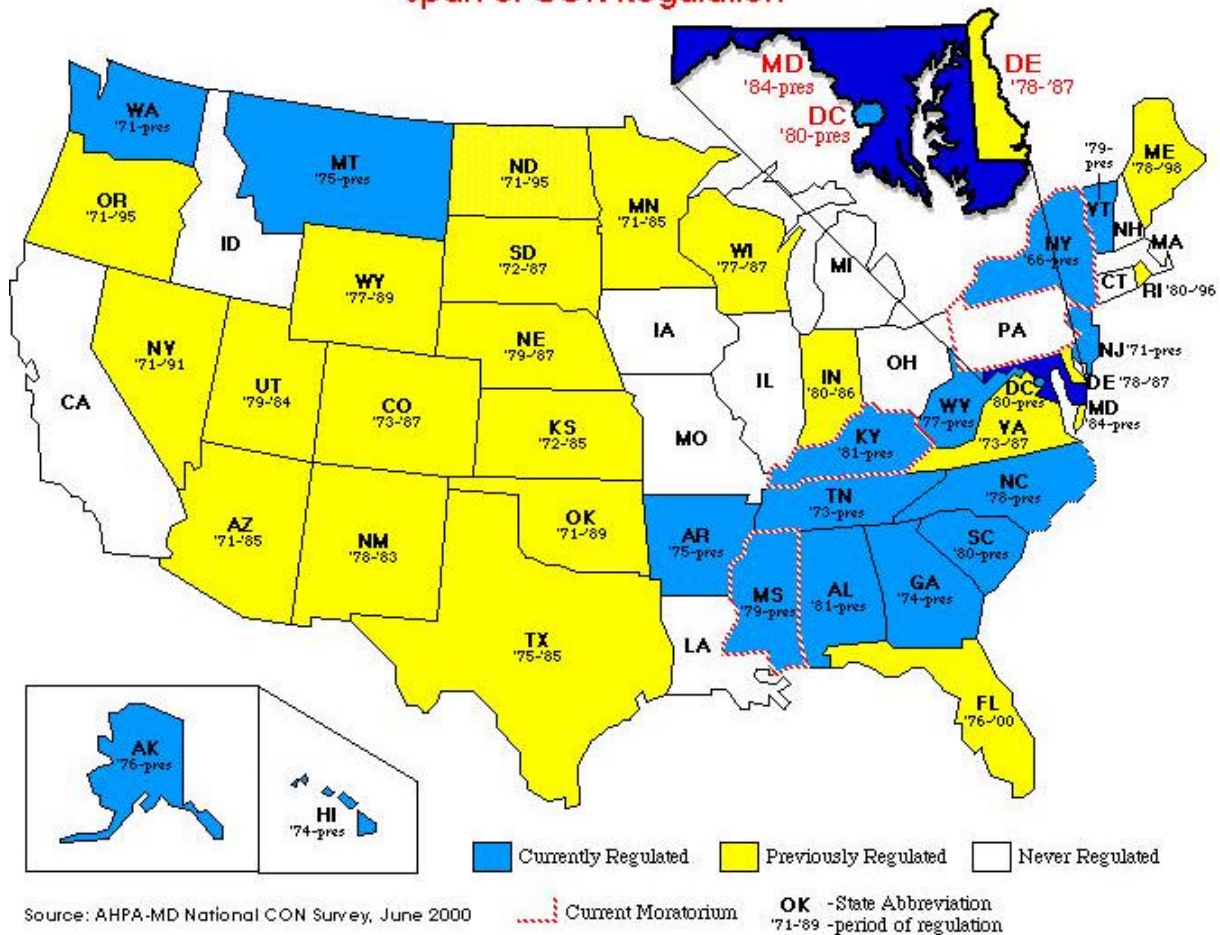 Span of CON Regulation
MD
'84-pres
DC
'80-pres
DE
'78-'87
WA
'71-pres
MT
'75-pres
ND
'71-'95
MN
'71-'85
'79-
pres
VT
ME
'78-'98
OR
'71-'95
ID
WY
'77-'89
SD
'72-'87
WI
'77-'87
MI
NY
'66-pres
NH
MA
CT
RI '80-'96
NV
'71-'91
UT
'79-'84
CO
'73-'87
NE
'79-'87
IA
IL
IN
'80-'86
OH
PA
NJ '71-pres
DE '78-'87
MD
'84-pres
DC
'80-pres
CA
KS
'72-'85
MO
KY
'81-pres
WV
'77-pres
VA
'73-'87
AZ
'71-'85
NM
'78-'83
OK
'71-'89
AR
'75-pres
TN
'73-pres
NC
'78-pres
SC
'80-pres
TX
'75-'85
LA
MS
'79-pres
AL
'81-pres
GA
'74-pres
FL
'76-'00
AK
'76-pres
HI
'74-pres
Currently Regulated
Previously Regulated
Never Regulated
Source: AHPA-MD National CON Survey, June 2000
Current Moratorium
OK -State Abbreviation
'71-'89 -period of regulation